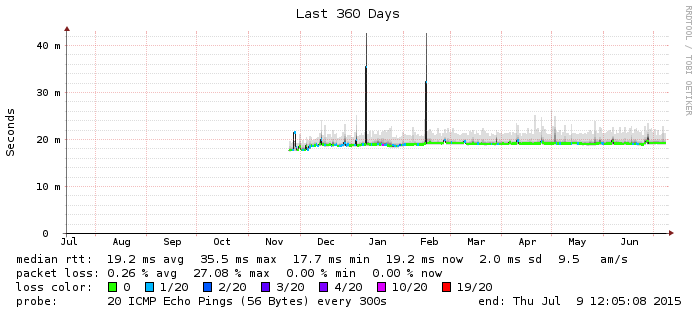 Last 360 Days
RRDTOOL / TOBI OETIKER
Seconds
40 m
30 m
20 m
10 m
0
Jul Aug Sep Oct Nov Dec Jan Feb Mar Apr May Jun
median rtt: 19.2 ms avg 35.5 ms max 17.7 ms min 19.2 ms now 2.0 ms sd 9.5 am/s
packet loss: 0.26 % avg 27.08 % max 0.00 % min 0.00 % now
loss color: 0 1/20 2/20 3/20 4/20 10/20 19/20
probe: 20 ICMP Echo Pings (56 Bytes) every 300s end: Thu Jul 9 12:05:08 2015